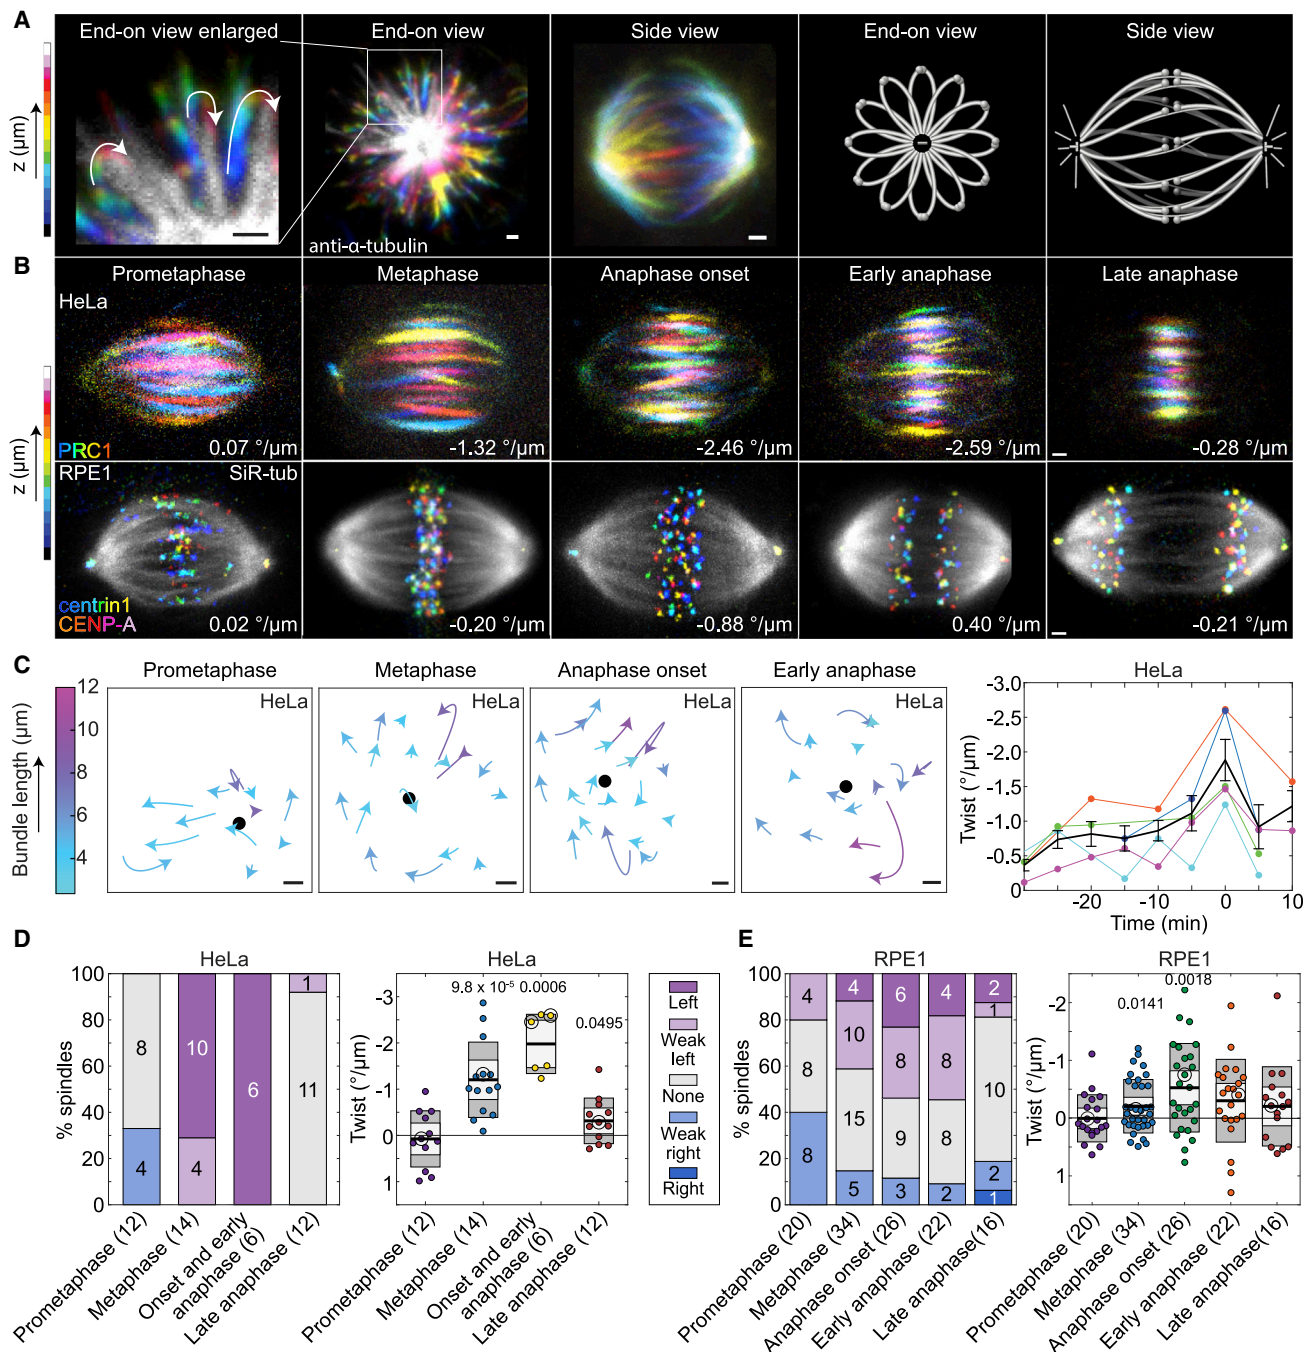 A
End-on view enlarged
End-on view
Side view
End-on view
Side view
z (µm)
anti-α-tubulin
B
Prometaphase
Metaphase
Anaphase onset
Early anaphase
Late anaphase
z (µm)
HeLa
PRC1
0.07 °/µm
-1.32 °/µm
-2.46 °/µm
-2.59 °/µm
-0.28 °/µm
RPE1
SiR-tub
centrin1
CENP-A
0.02 °/µm
-0.20 °/µm
-0.88 °/µm
0.40 °/µm
-0.21 °/µm
C
Prometaphase
Metaphase
Anaphase onset
Early anaphase
HeLa
Bundle length (µm)
12
10
8
6
4
HeLa
HeLa
HeLa
HeLa
Twist (°/µm)
-3.0
-2.5
-2.0
-1.5
-1.0
-0.5
0
-20
-10
0
10
Time (min)
D
HeLa
% spindles
100
80
60
40
20
0
8
4
10
4
6
1
11
Prometaphase (12)
Metaphase (14)
Onset and early
anaphase (6)
Late anaphase (12)
HeLa
Twist (°/µm)
-3
-2
-1
0
1
9.8 x 10⁻⁵
0.0006
0.0495
Prometaphase (12)
Metaphase (14)
Onset and early
anaphase (6)
Late anaphase (12)
Left
Weak
left
None
Weak
right
Right
E
RPE1
% spindles
100
80
60
40
20
0
4
8
8
4
10
15
5
6
8
9
3
4
8
8
2
2
1
10
2
1
Prometaphase (20)
Metaphase (34)
Anaphase onset (26)
Early anaphase (22)
Late anaphase(16)
RPE1
Twist (°/µm)
-2
-1
0
1
0.0141
0.0018
Prometaphase (20)
Metaphase (34)
Anaphase onset (26)
Early anaphase (22)
Late anaphase(16)